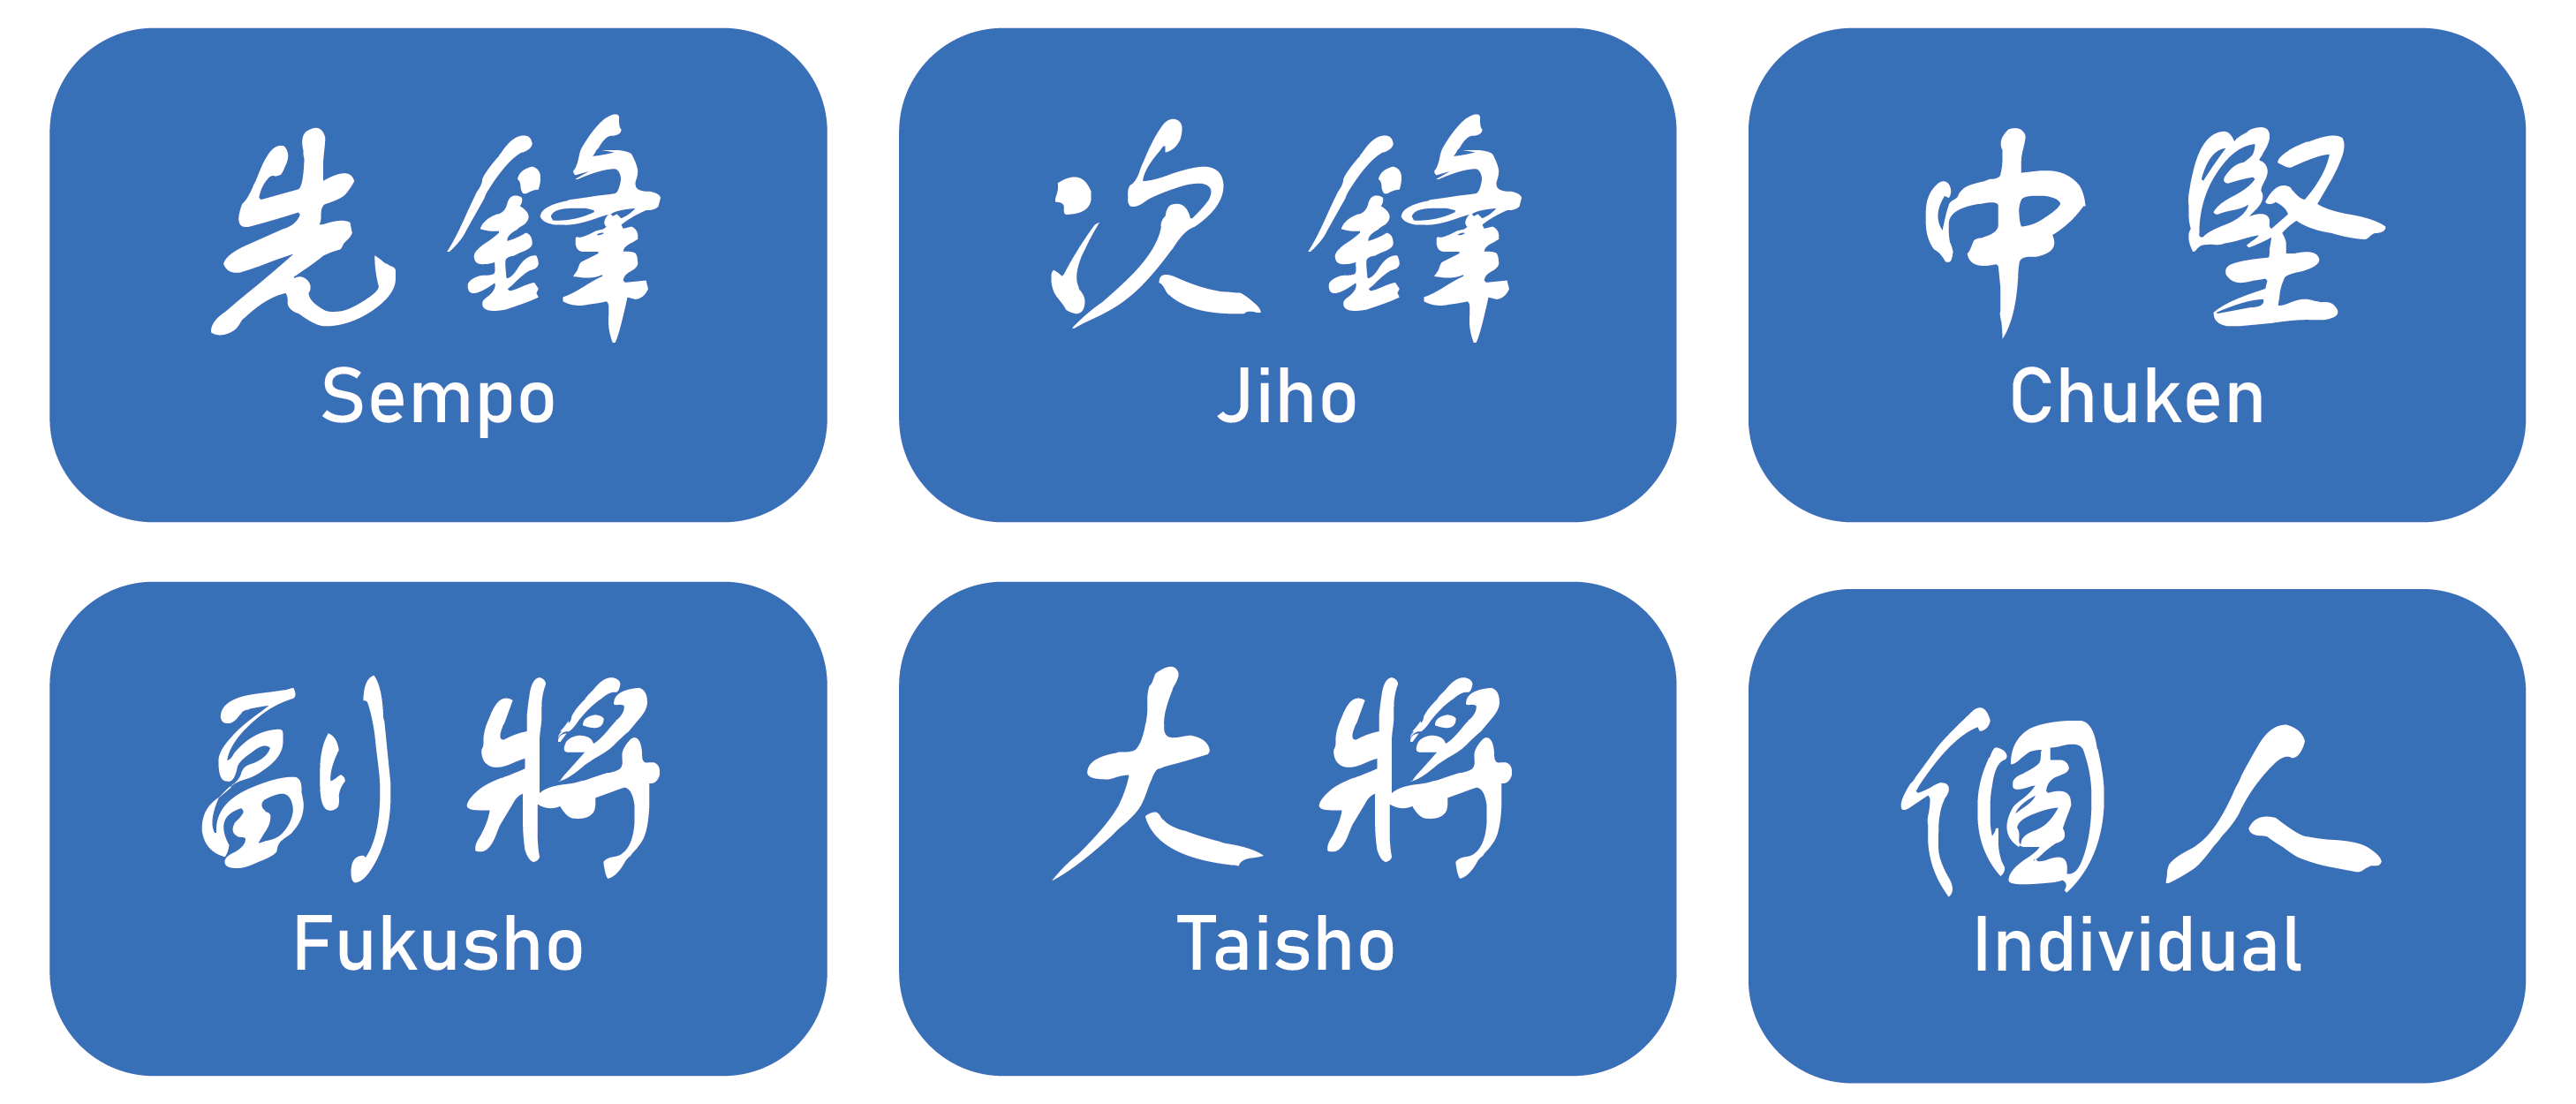 先鋒
Sempo
次鋒
Jiho
中堅
Chuken
副將
Fukusho
大將
Taisho
個人
Individual